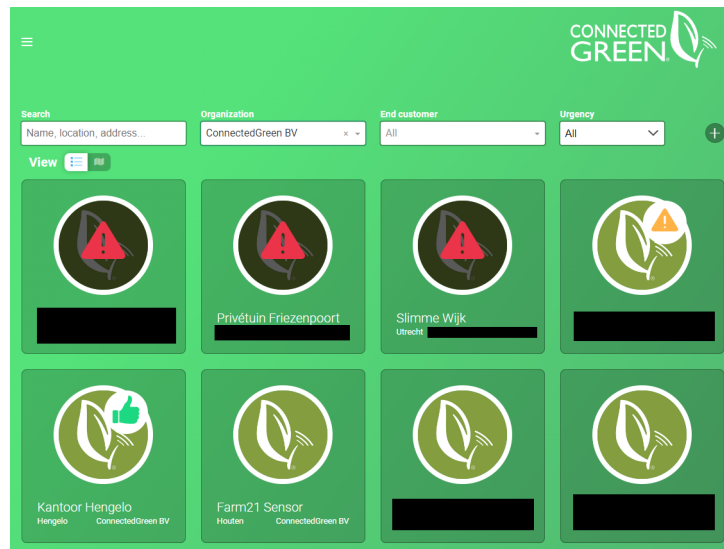 CONNECTED
GREEN
Search
Organization
End customer
Urgency
Name, location, address...
ConnectedGreen BV
All
All
View
Privétuin Friezenpoort
Slimme Wijk
Utrecht
Kantoor Hengelo
Hengelo ConnectedGreen BV
Farm21 Sensor
Houten ConnectedGreen BV